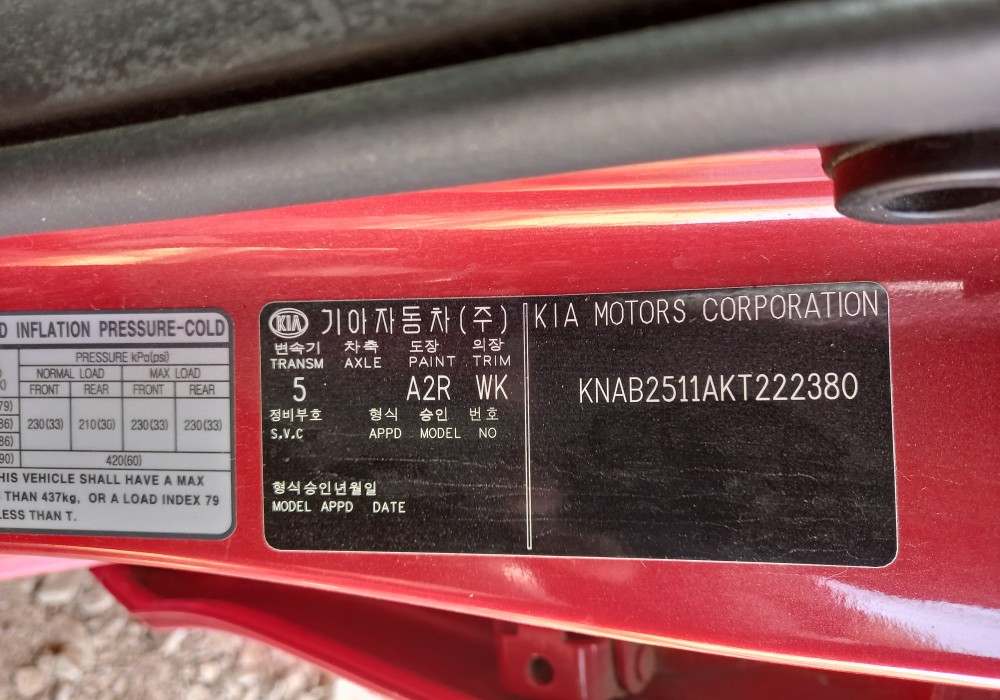 D INFLATION PRESSURE-COLD
PRESSURE kPa(psi)
NORMAL LOAD MAX LOAD
FRONT REAR FRONT REAR
79)
86)
230(33) 210(30) 230(33) 230(33)
86)
90) 420(60)
HIS VEHICLE SHALL HAVE A MAX
THAN 437kg, OR A LOAD INDEX 79
LESS THAN T.
KIA 기아자동차(주)
변속기 차축 도장 의장
TRANSM AXLE PAINT TRIM
5 A2R WK
정비부호 형식 승인 번호
S.V.C APPD MODEL NO
형식승인년월일
MODEL APPD DATE
KIA MOTORS CORPORATION
KNAB2511AKT222380